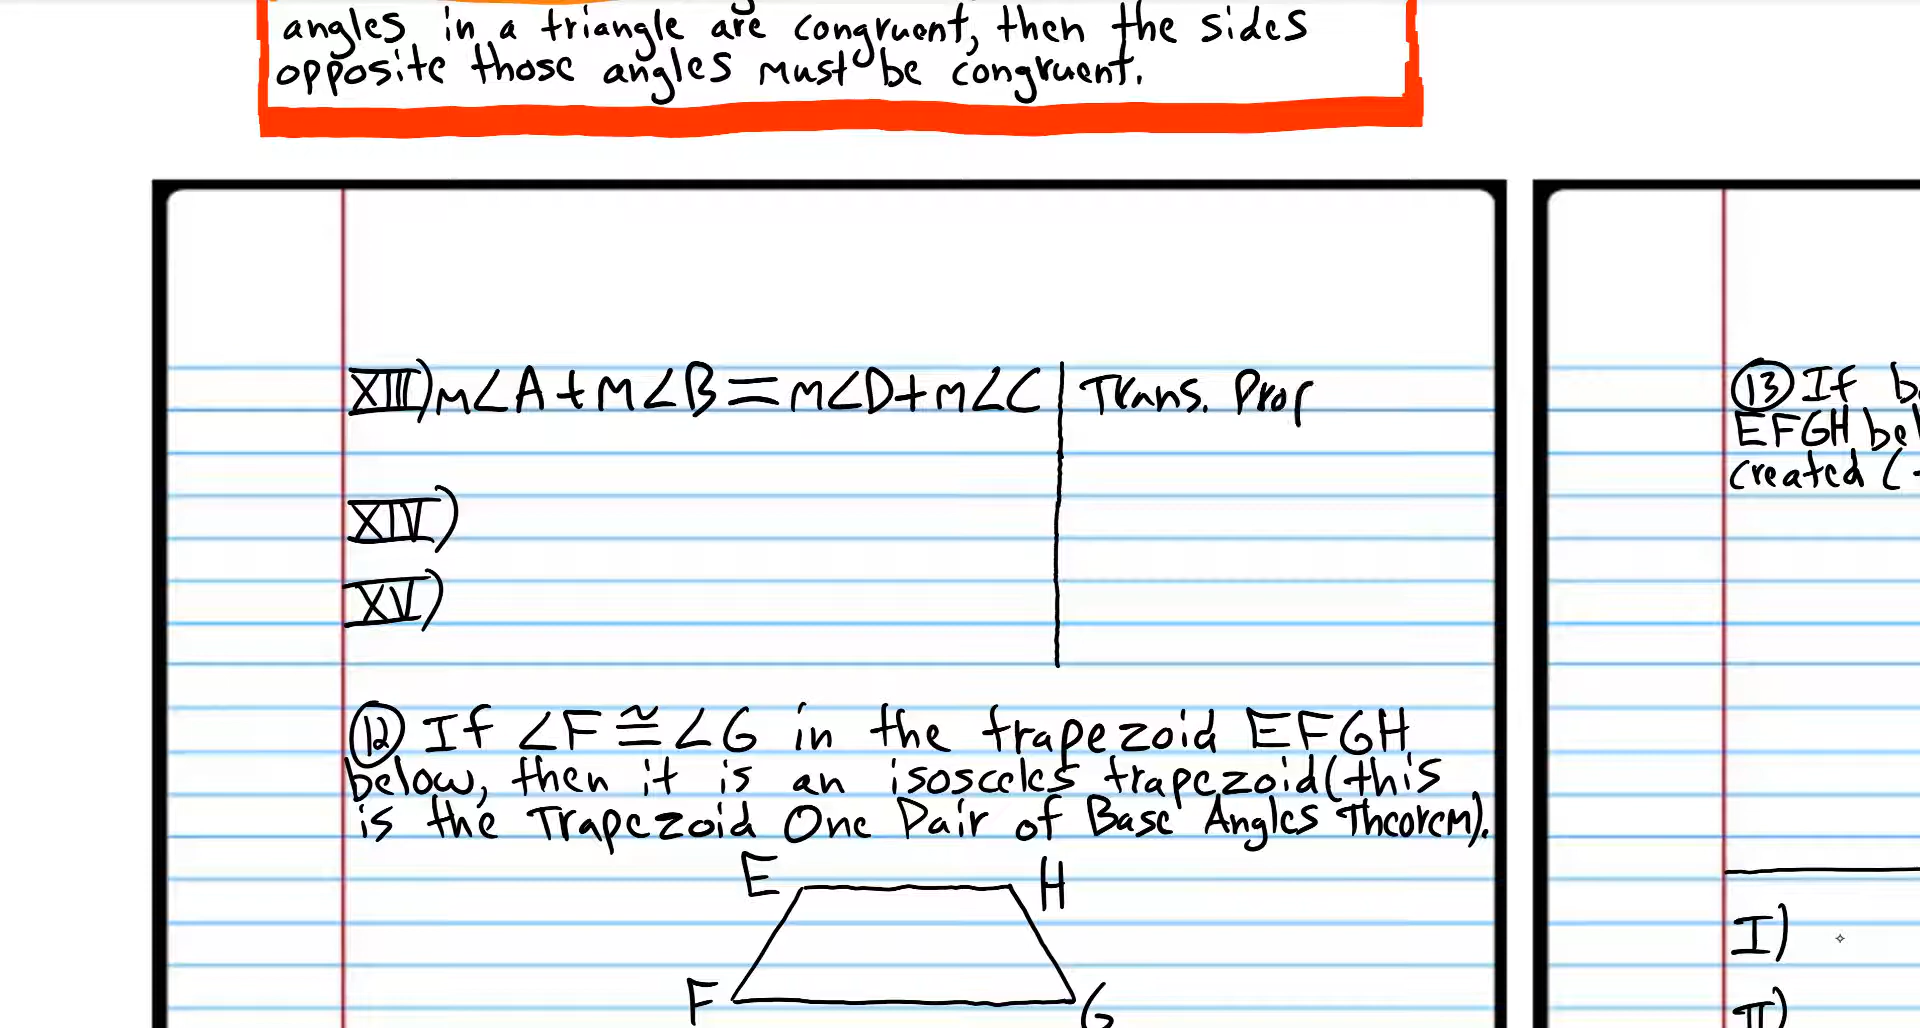 angles in a triangle are congruent, then the sides
opposite those angles must be congruent.
XIII) m∠A + m∠B = m∠D + m∠C | Trans. Prop
XIV)
XV)
⑫ If ∠F ≅ ∠G in the trapezoid EFGH
below, then it is an isosceles trapezoid (this
is the Trapezoid One Pair of Base Angles Theorem).
E H
F G
⑬ If
EFGH
created (
I)
II)